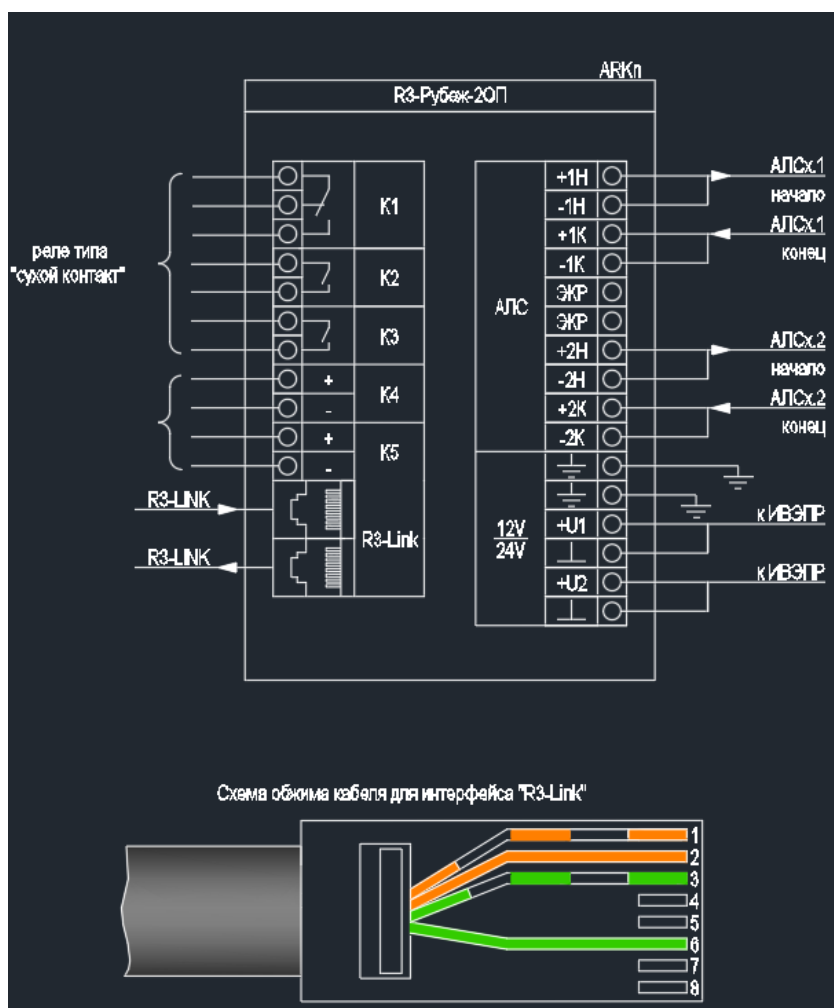 ARKп
R3-Рубеж-2ОП
реле типа
"сухой контакт"
К1
К2
К3
+
-
К4
+
-
К5
R3-LINK
R3-LINK
R3-Link
АЛС
+1Н
-1Н
+1К
-1К
ЭКР
ЭКР
+2Н
-2Н
+2К
-2К
12V
24V
+U1
+U2
АЛСх.1
начало
АЛСх.1
конец
АЛСх.2
начало
АЛСх.2
конец
к ИВЭПР
к ИВЭПР
Схема обжима кабеля для интерфейса "R3-Link"
1
2
3
4
5
6
7
8